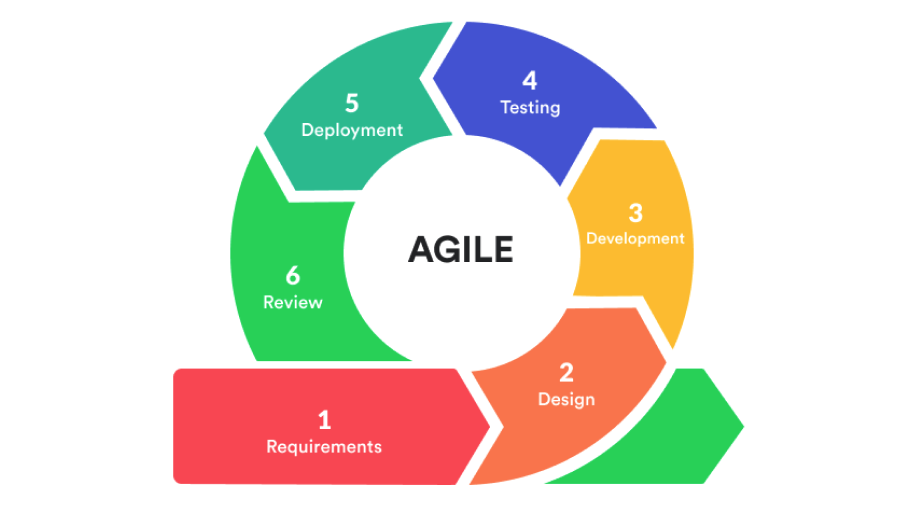 AGILE
1
Requirements
2
Design
3
Development
4
Testing
5
Deployment
6
Review